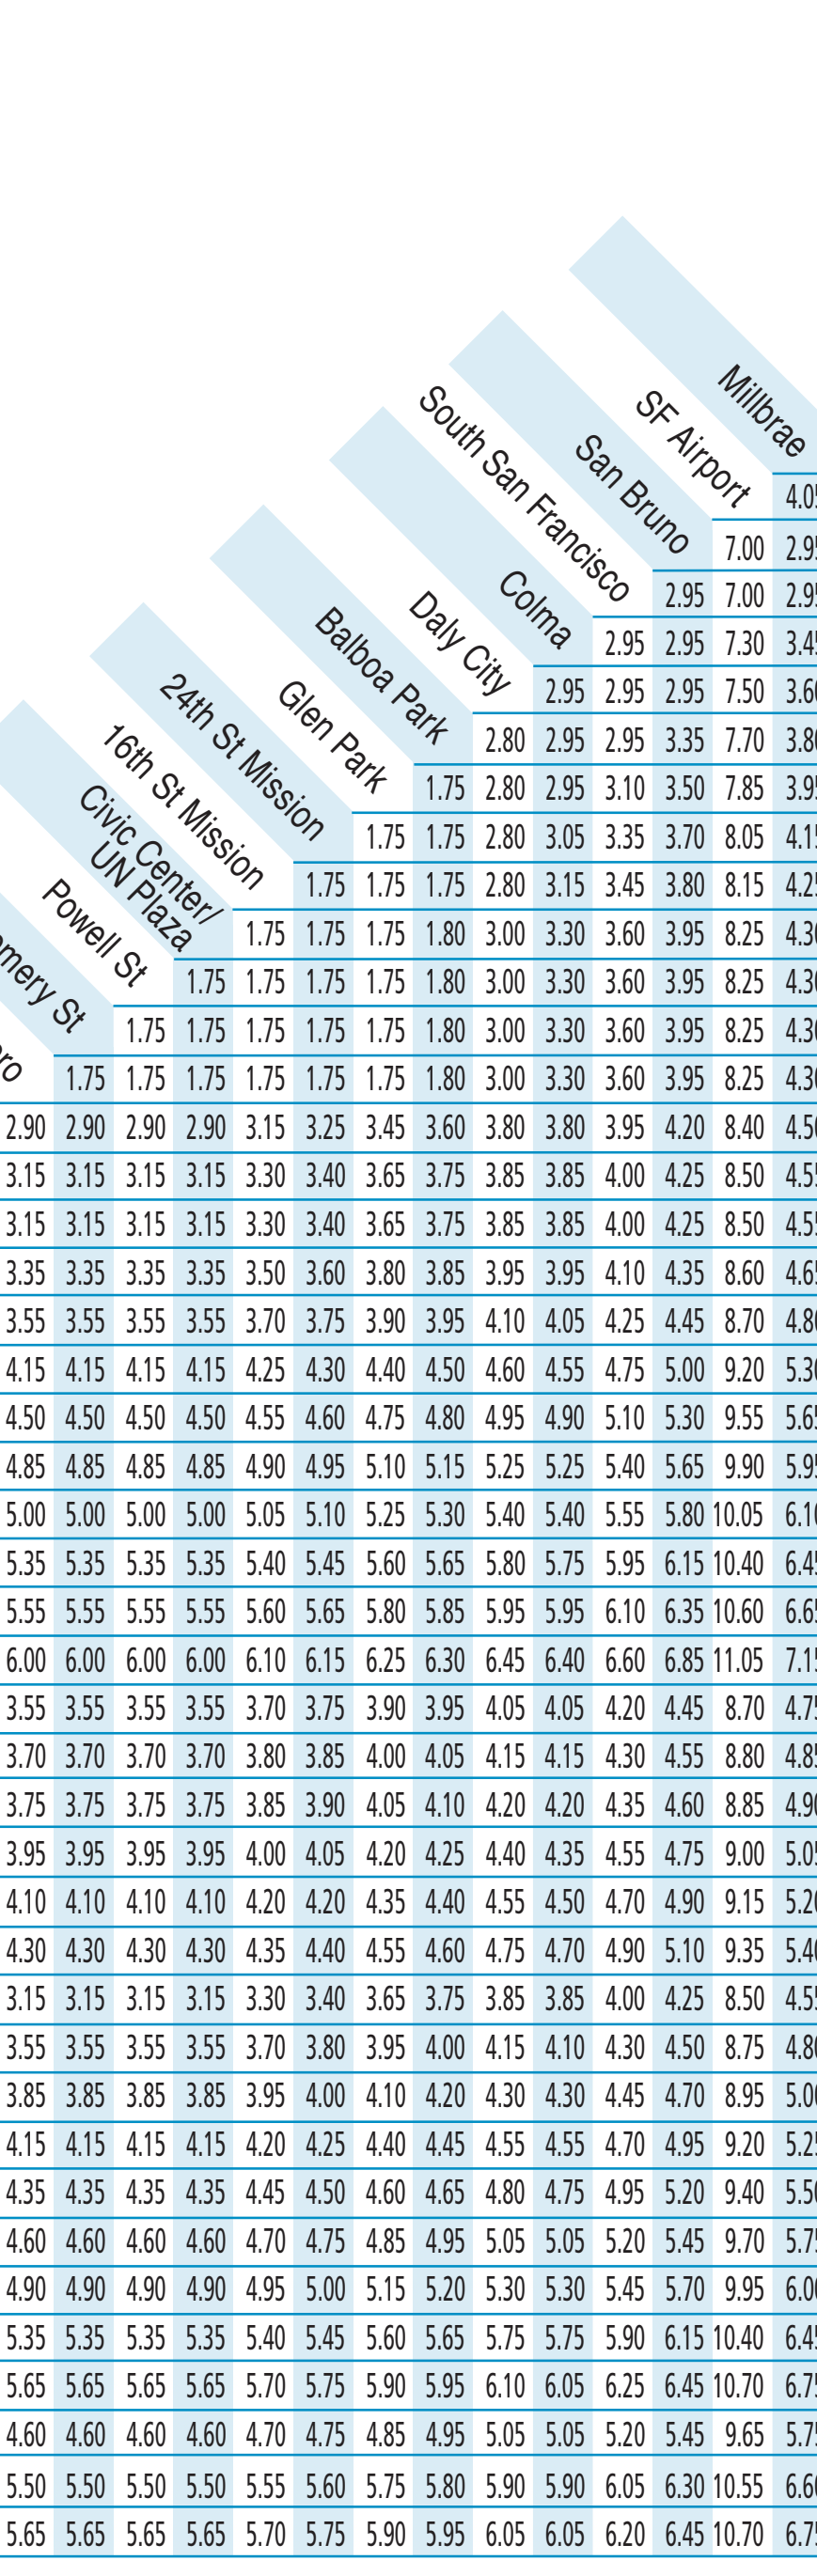 Millbrae
SF Airport
San Bruno
South San Francisco
Colma
Daly City
Balboa Park
Glen Park
24th St Mission
16th St Mission
Civic Center/
UN Plaza
Powell St
St
7.00
2.95 7.00
2.95 2.95 7.30
2.95 2.95 2.95 7.50
2.80 2.95 2.95 3.35 7.70
1.75 2.80 2.95 3.10 3.50 7.85
1.75 1.75 2.80 3.05 3.35 3.70 8.05
1.75 1.75 1.75 2.80 3.15 3.45 3.80 8.15
1.75 1.75 1.75 1.80 3.00 3.30 3.60 3.95 8.25
1.75 1.75 1.75 1.75 1.80 3.00 3.30 3.60 3.95 8.25
1.75 1.75 1.75 1.75 1.75 1.80 3.00 3.30 3.60 3.95 8.25
1.75 1.75 1.75 1.75 1.75 1.75 1.80 3.00 3.30 3.60 3.95 8.25
2.90 2.90 2.90 2.90 3.15 3.25 3.45 3.60 3.80 3.80 3.95 4.20 8.40
3.15 3.15 3.15 3.15 3.30 3.40 3.65 3.75 3.85 3.85 4.00 4.25 8.50
3.15 3.15 3.15 3.15 3.30 3.40 3.65 3.75 3.85 3.85 4.00 4.25 8.50
3.35 3.35 3.35 3.35 3.50 3.60 3.80 3.85 3.95 3.95 4.10 4.35 8.60
3.55 3.55 3.55 3.55 3.70 3.75 3.90 3.95 4.10 4.05 4.25 4.45 8.70
4.15 4.15 4.15 4.15 4.25 4.30 4.40 4.50 4.60 4.55 4.75 5.00 9.20
4.50 4.50 4.50 4.50 4.55 4.60 4.75 4.80 4.95 4.90 5.10 5.30 9.55
4.85 4.85 4.85 4.85 4.90 4.95 5.10 5.15 5.25 5.25 5.40 5.65 9.90
5.00 5.00 5.00 5.00 5.05 5.10 5.25 5.30 5.40 5.40 5.55 5.80 10.05
5.35 5.35 5.35 5.35 5.40 5.45 5.60 5.65 5.80 5.75 5.95 6.15 10.40
5.55 5.55 5.55 5.55 5.60 5.65 5.80 5.85 5.95 5.95 6.10 6.35 10.60
6.00 6.00 6.00 6.00 6.10 6.15 6.25 6.30 6.45 6.40 6.60 6.85 11.05
3.55 3.55 3.55 3.55 3.70 3.75 3.90 3.95 4.05 4.05 4.20 4.45 8.70
3.70 3.70 3.70 3.70 3.80 3.85 4.00 4.05 4.15 4.15 4.30 4.55 8.80
3.75 3.75 3.75 3.75 3.85 3.90 4.05 4.10 4.20 4.20 4.35 4.60 8.85
3.95 3.95 3.95 3.95 4.00 4.05 4.20 4.25 4.40 4.35 4.55 4.75 9.00
4.10 4.10 4.10 4.10 4.20 4.20 4.35 4.40 4.55 4.50 4.70 4.90 9.15
4.30 4.30 4.30 4.30 4.35 4.40 4.55 4.60 4.75 4.70 4.90 5.10 9.35
3.15 3.15 3.15 3.15 3.30 3.40 3.65 3.75 3.85 3.85 4.00 4.25 8.50
3.55 3.55 3.55 3.55 3.70 3.80 3.95 4.00 4.15 4.10 4.30 4.50 8.75
3.85 3.85 3.85 3.85 3.95 4.00 4.10 4.20 4.30 4.30 4.45 4.70 8.95
4.15 4.15 4.15 4.15 4.20 4.25 4.40 4.45 4.55 4.55 4.70 4.95 9.20
4.35 4.35 4.35 4.35 4.45 4.50 4.60 4.65 4.80 4.75 4.95 5.20 9.40
4.60 4.60 4.60 4.60 4.70 4.75 4.85 4.95 5.05 5.05 5.20 5.45 9.70
4.90 4.90 4.90 4.90 4.95 5.00 5.15 5.20 5.30 5.30 5.45 5.70 9.95
5.35 5.35 5.35 5.35 5.40 5.45 5.60 5.65 5.75 5.75 5.90 6.15 10.40
5.65 5.65 5.65 5.65 5.70 5.75 5.90 5.95 6.10 6.05 6.25 6.45 10.70
4.60 4.60 4.60 4.60 4.70 4.75 4.85 4.95 5.05 5.05 5.20 5.45 9.65
5.50 5.50 5.50 5.50 5.55 5.60 5.75 5.80 5.90 5.90 6.05 6.30 10.55
5.65 5.65 5.65 5.65 5.70 5.75 5.90 5.95 6.05 6.05 6.20 6.45 10.70